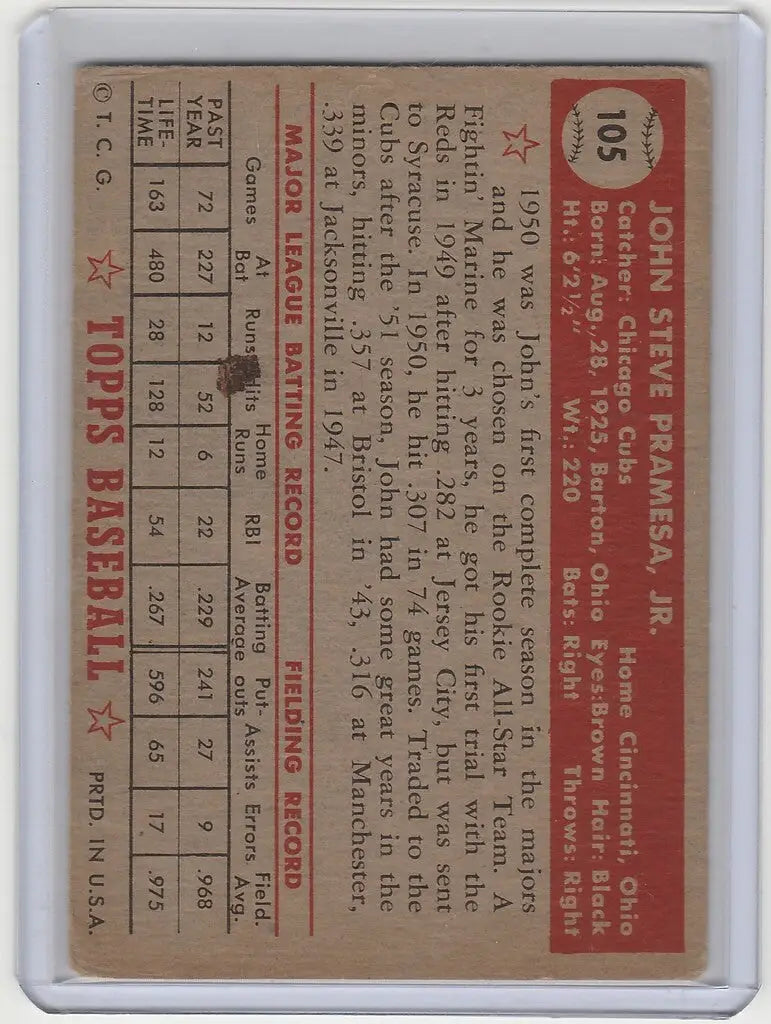 105
JOHN STEVE PRAMESA, JR.
Catcher: Chicago Cubs Home Cincinnati, Ohio
Born: Aug. 28, 1925, Barton, Ohio Eyes: Brown Hair: Black
Ht.: 6'2½" Wt.: 220 Bats: Right Throws: Right
1950 was John's first complete season in the majors
and he was chosen on the Rookie All-Star Team. A
Fightin' Marine for 3 years, he got his first trial with the
Reds in 1949 after hitting .282 at Jersey City, but was sent
to Syracuse. In 1950, he hit .307 in 74 games. Traded to the
Cubs after the '51 season, John had some great years in the
minors, hitting .357 at Bristol in '43, .316 at Manchester,
.339 at Jacksonville in 1947.
MAJOR LEAGUE BATTING RECORD FIELDING RECORD
Games At Bat Runs Hits Home Runs RBI Batting Average Put-outs Assists Errors Field. Avg.
PAST YEAR 72 227 12 52 6 22 .229 241 27 9 .968
LIFE-TIME 163 480 28 128 12 54 .267 596 65 17 .975
© T. C. G. TOPPS BASEBALL PRTD. IN U.S.A.